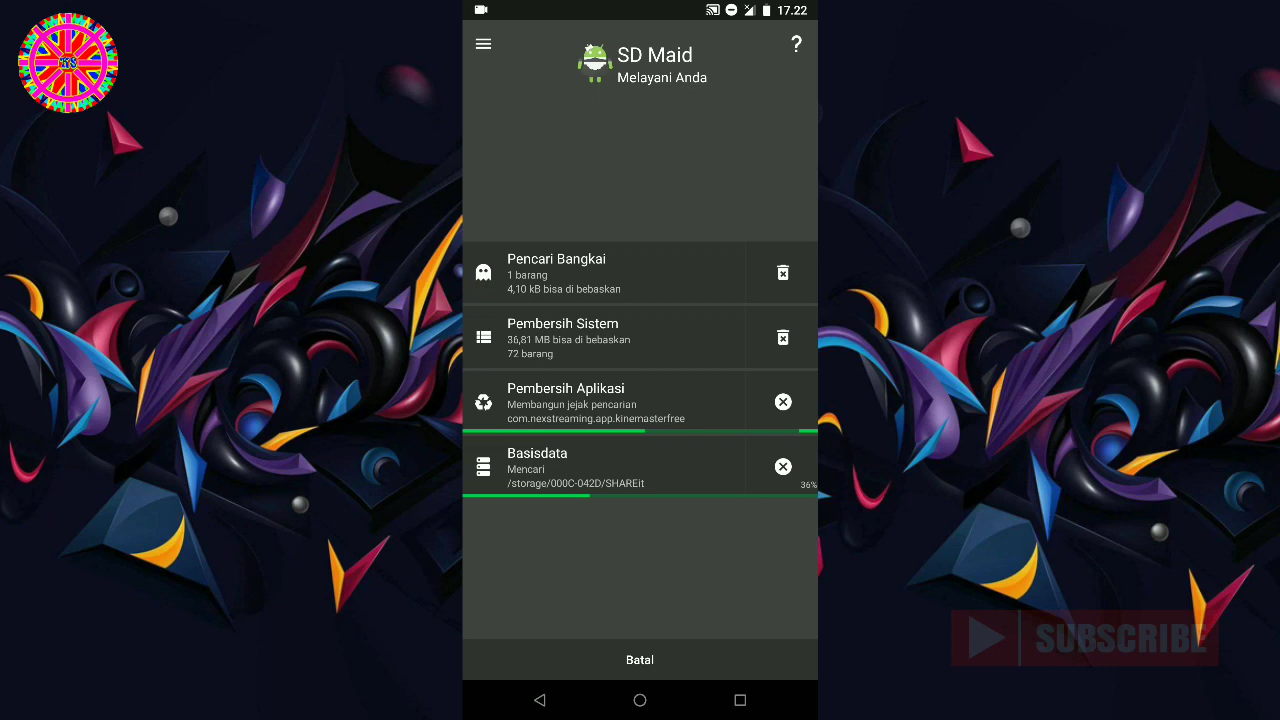 17.22
?
SD Maid
Melayani Anda
Pencari Bangkai
1 barang
4,10 kB bisa di bebaskan
Pembersih Sistem
36,81 MB bisa di bebaskan
72 barang
Pembersih Aplikasi
Membangun jejak pencarian
com.nexstreaming.app.kinemasterfree
Basisdata
Mencari
/storage/000C-042D/SHAREit
36%
Batal
SUBSCRIBE